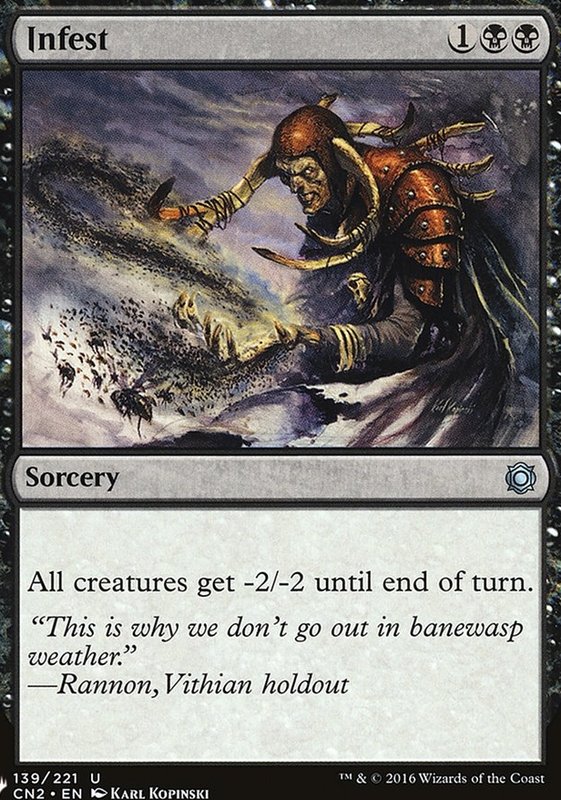 Infest 1
Sorcery
All creatures get -2/-2 until end of turn.
“This is why we don’t go out in banewasp
weather.”
—Rannon, Vithian holdout
139/221 U
™ & © 2016 Wizards of the Coast
CN2 • EN Karl Kopinski